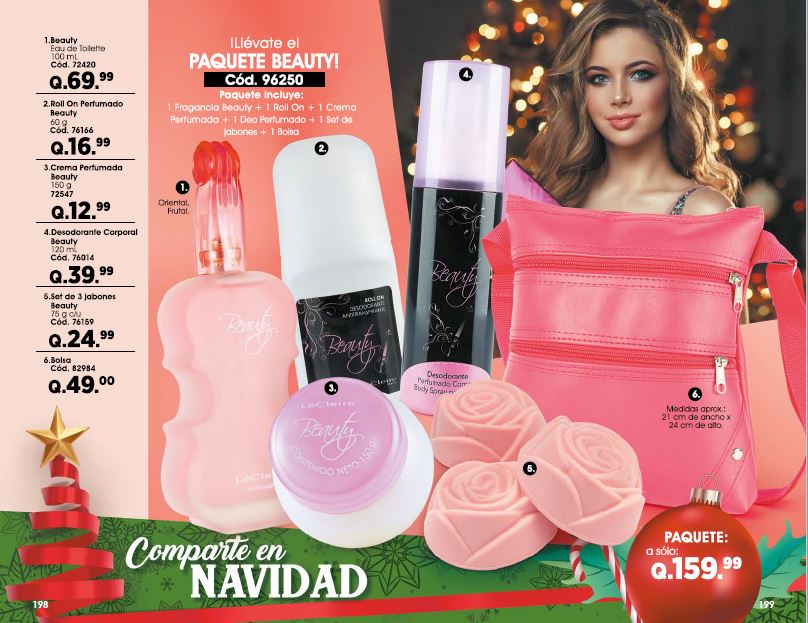 1.Beauty
Eau de Toilette
100 mL
Cód. 72420
Q.69.99
2.Roll On Perfumado
Beauty
60 g
Cód. 76166
Q.16.99
3.Crema Perfumada
Beauty
150 g
72547
Q.12.99
4.Desodorante Corporal
Beauty
120 mL
Cód. 76014
Q.39.99
5.Set de 3 jabones
Beauty
75 g c/u
Cód. 76159
Q.24.99
6.Bolsa
Cód. 82984
Q.49.00
¡Llévate el
PAQUETE BEAUTY!
Cód. 96250
Paquete incluye:
1 Fragancia Beauty + 1 Roll On + 1 Crema
Perfumada + 1 Deo Perfumado + 1 Set de
jabones + 1 Bolsa
1.
Oriental,
Frutal.
Beauty
2.
ROLL ON
DESODORANTE
ANTITRANSPIRANTE
Beauty
3.
LeCleire
Beauty
CONTENIDO NETO 150 g
4.
Beauty
Desodorante
Perfumado
Body Spray
5.
6.
Medidas aprox.:
21 cm de ancho x
24 cm de alto.
Comparte en
NAVIDAD
PAQUETE:
a sólo:
Q.159.99
198
199